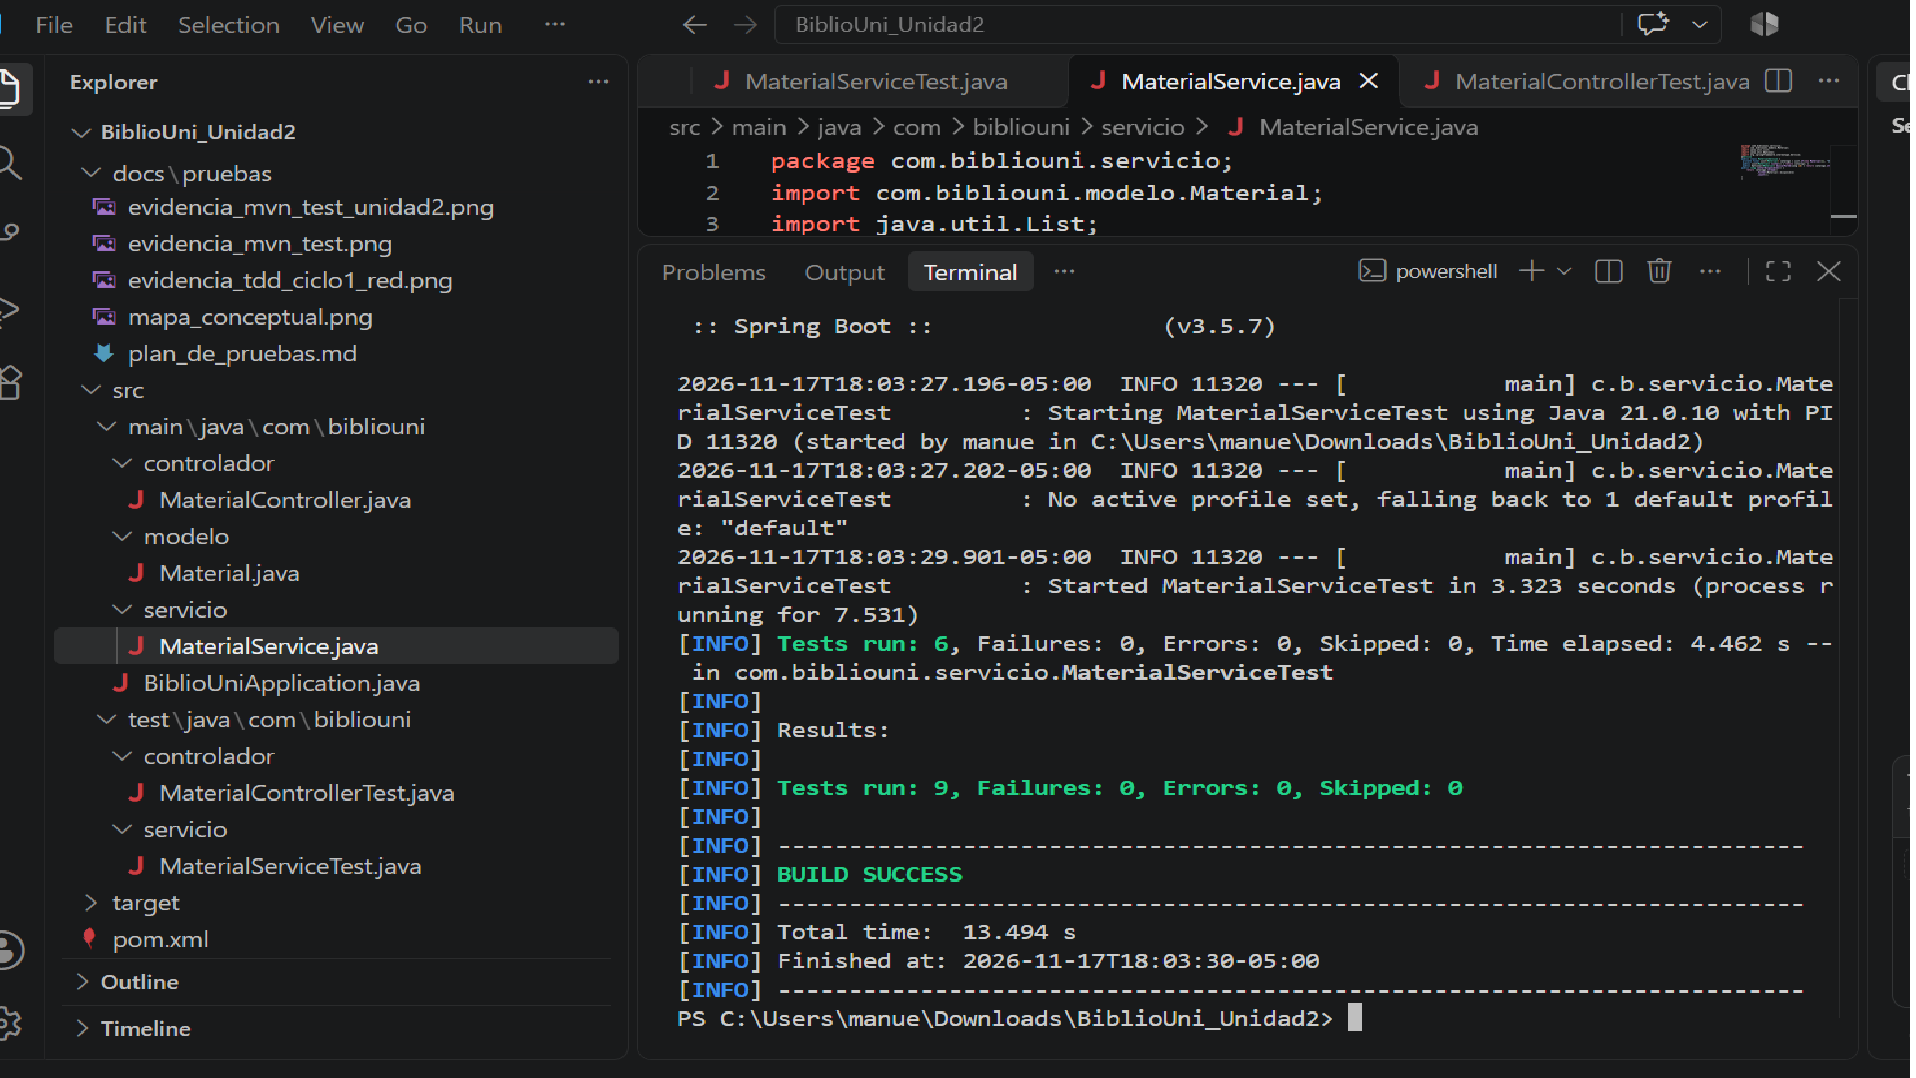 File Edit Selection View Go Run ···
BiblioUni_Unidad2
Explorer ···
BiblioUni_Unidad2
docs\pruebas
evidencia_mvn_test_unidad2.png
evidencia_mvn_test.png
evidencia_tdd_ciclo1_red.png
mapa_conceptual.png
plan_de_pruebas.md
src
main\java\com\bibliouni
controlador
J MaterialController.java
modelo
J Material.java
servicio
J MaterialService.java
J BiblioUniApplication.java
test\java\com\bibliouni
controlador
J MaterialControllerTest.java
servicio
J MaterialServiceTest.java
target
pom.xml
Outline
Timeline
J MaterialServiceTest.java J MaterialService.java J MaterialControllerTest.java ···
src > main > java > com > bibliouni > servicio > J MaterialService.java
1 package com.bibliouni.servicio;
2 import com.bibliouni.modelo.Material;
3 import java.util.List;
Problems Output Terminal ··· powershell ···
:: Spring Boot :: (v3.5.7)
2026-11-17T18:03:27.196-05:00  INFO 11320 --- [           main] c.b.servicio.Mate
rialServiceTest         : Starting MaterialServiceTest using Java 21.0.10 with PI
D 11320 (started by manue in C:\Users\manue\Downloads\BiblioUni_Unidad2)
2026-11-17T18:03:27.202-05:00  INFO 11320 --- [           main] c.b.servicio.Mate
rialServiceTest         : No active profile set, falling back to 1 default profil
e: "default"
2026-11-17T18:03:29.901-05:00  INFO 11320 --- [           main] c.b.servicio.Mate
rialServiceTest         : Started MaterialServiceTest in 3.323 seconds (process r
unning for 7.531)
[INFO] Tests run: 6, Failures: 0, Errors: 0, Skipped: 0, Time elapsed: 4.462 s --
in com.bibliouni.servicio.MaterialServiceTest
[INFO]
[INFO] Results:
[INFO]
[INFO] Tests run: 9, Failures: 0, Errors: 0, Skipped: 0
[INFO]
[INFO] ------------------------------------------------------------------------
[INFO] BUILD SUCCESS
[INFO] ------------------------------------------------------------------------
[INFO] Total time:  13.494 s
[INFO] Finished at: 2026-11-17T18:03:30-05:00
[INFO] ------------------------------------------------------------------------
PS C:\Users\manue\Downloads\BiblioUni_Unidad2>